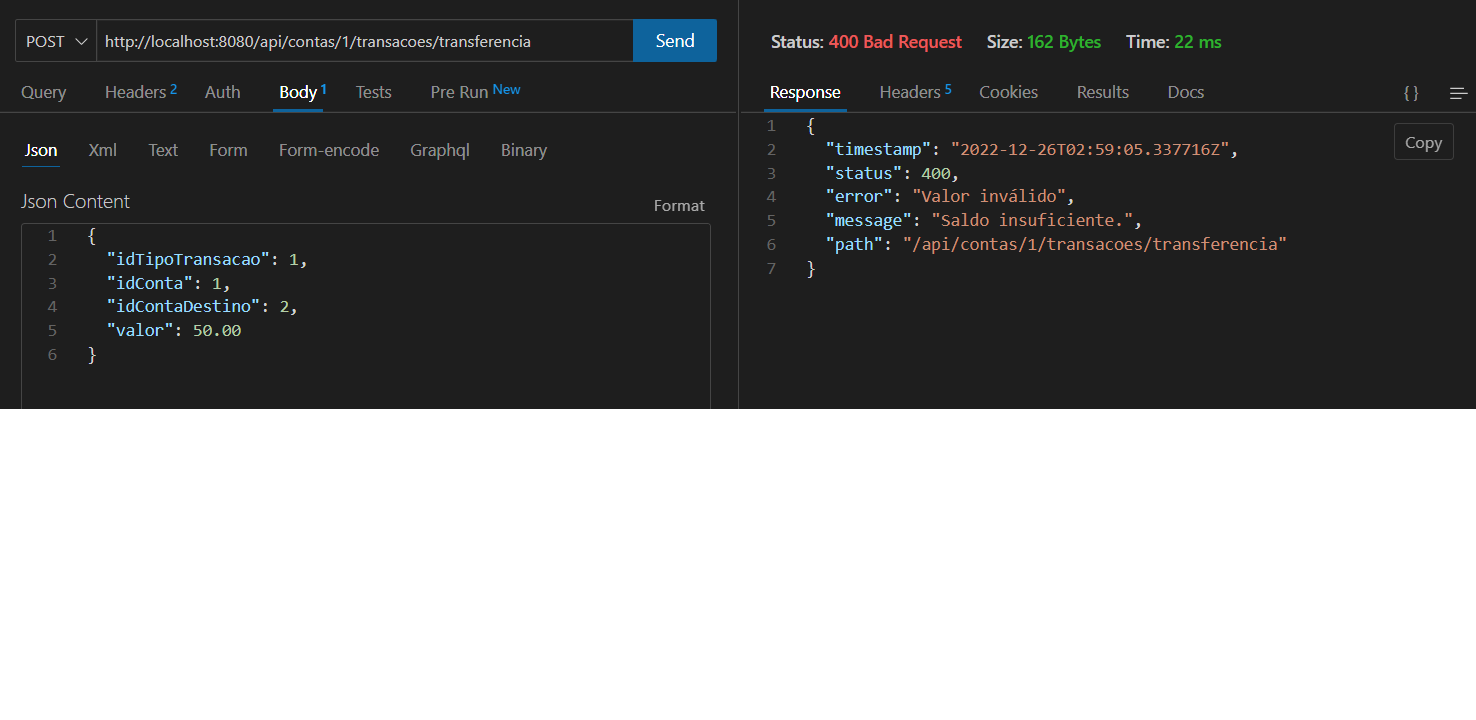 POST http://localhost:8080/api/contas/1/transacoes/transferencia Send
Query Headers 2 Auth Body 1 Tests Pre Run New
Json Xml Text Form Form-encode Graphql Binary
Json Content Format
1 {
2 "idTipoTransacao": 1,
3 "idConta": 1,
4 "idContaDestino": 2,
5 "valor": 50.00
6 }
Status: 400 Bad Request Size: 162 Bytes Time: 22 ms
Response Headers 5 Cookies Results Docs {}
Copy
1 {
2 "timestamp": "2022-12-26T02:59:05.337716Z",
3 "status": 400,
4 "error": "Valor inválido",
5 "message": "Saldo insuficiente.",
6 "path": "/api/contas/1/transacoes/transferencia"
7 }